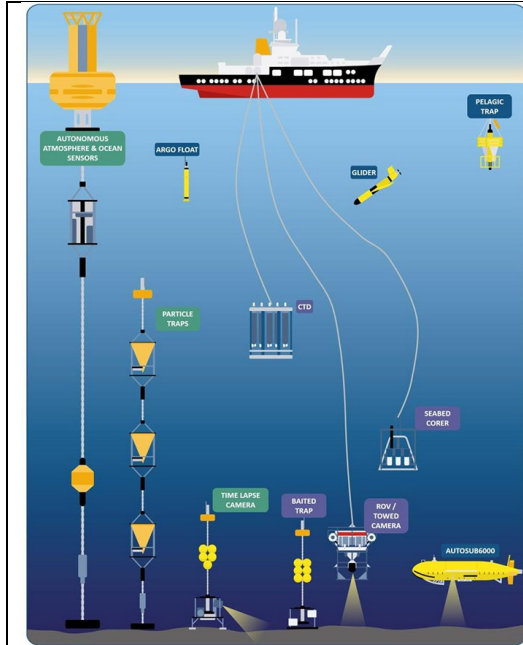 AUTONOMOUS
ATMOSPHERE & OCEAN
SENSORS
ARGO FLOAT
GLIDER
PELAGIC
TRAP
PARTICLE
TRAPS
CTD
SEABED
CORER
TIME LAPSE
CAMERA
BAITED
TRAP
ROV /
TOWED
CAMERA
AUTOSUB6000